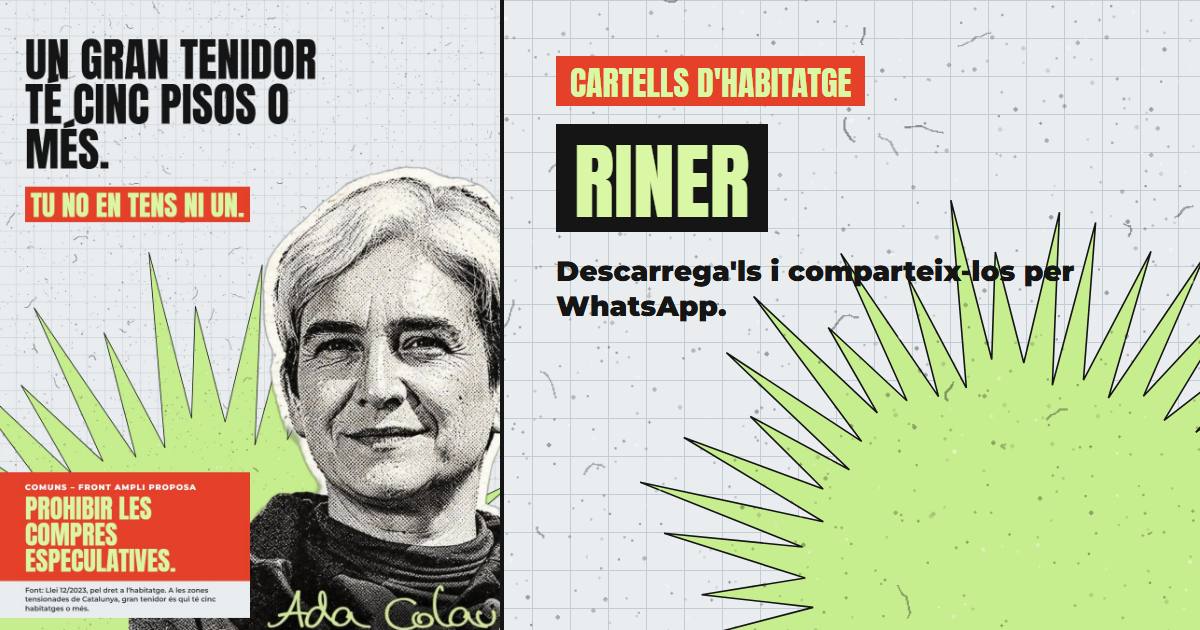 UN GRAN TENIDOR
TÉ CINC PISOS O
MÉS.
TU NO EN TENS NI UN.
COMUNS – FRONT AMPLI PROPOSA
PROHIBIR LES
COMPRES
ESPECULATIVES.
Font: Llei 12/2023, pel dret a l'habitatge. A les zones
tensionades de Catalunya, gran tenidor és qui té cinc
habitatges o més.
Ada Colau
CARTELLS D'HABITATGE
RINER
Descarrega'ls i comparteix-los per
WhatsApp.